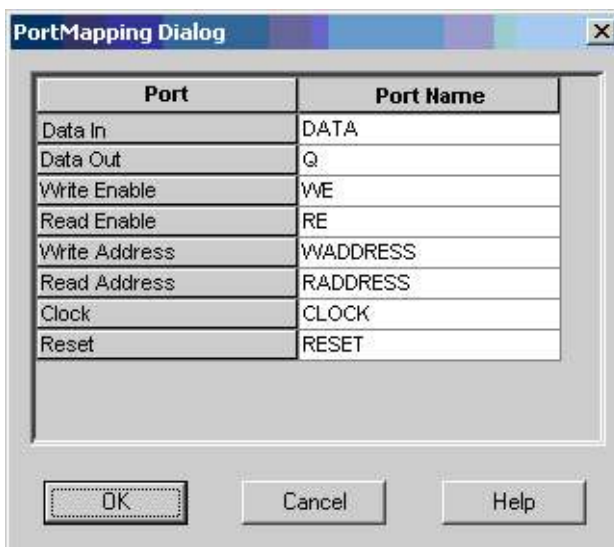 PortMapping Dialog
Port Port Name
Data In DATA
Data Out Q
Write Enable WE
Read Enable RE
Write Address WADDRESS
Read Address RADDRESS
Clock CLOCK
Reset RESET
OK Cancel Help